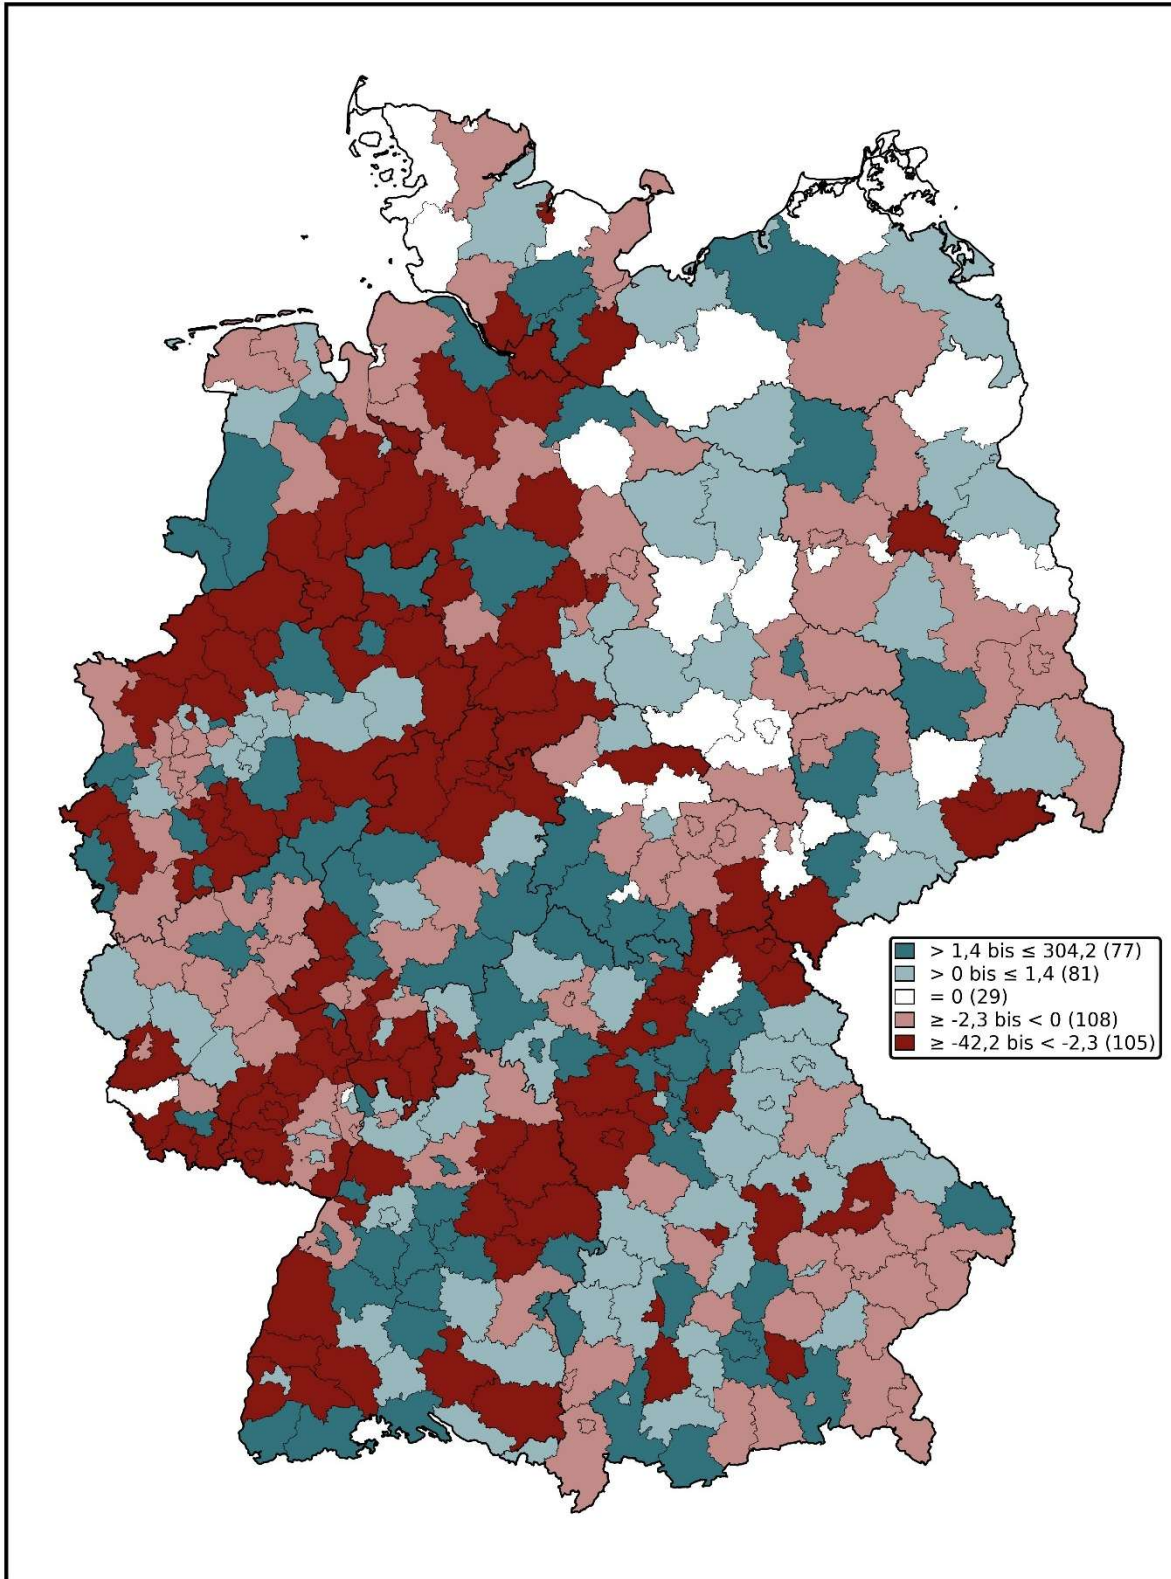 > 1,4 bis ≤ 304,2 (77)
> 0 bis ≤ 1,4 (81)
= 0 (29)
≥ -2,3 bis < 0 (108)
≥ -42,2 bis < -2,3 (105)